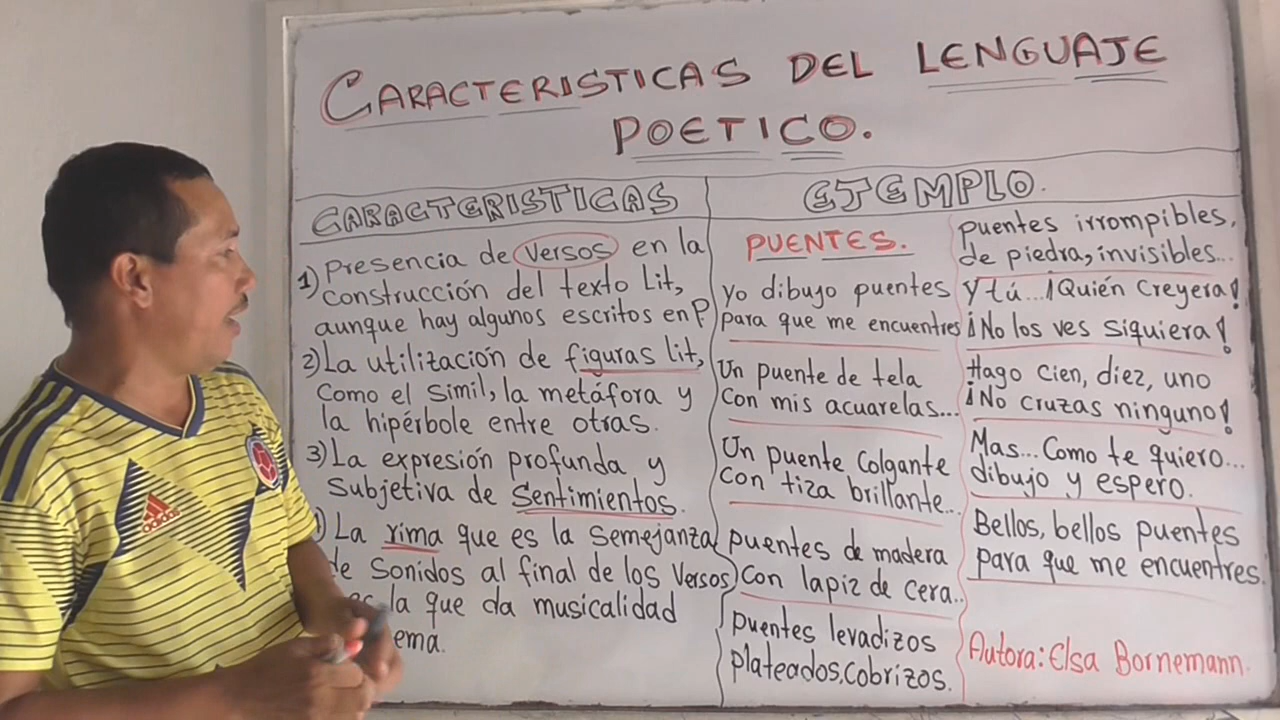 CARACTERISTICAS DEL LENGUAJE
POETICO.
CARACTERISTICAS
1) Presencia de versos en la
construcción del texto Lit,
aunque hay algunos escritos en P.
2) La utilización de figuras lit,
Como el Simil, la metáfora y
la hipérbole entre otras.
3) La expresión profunda y
Subjetiva de Sentimientos.
) La rima que es la Semejanza
de Sonidos al final de los Versos
es la que da musicalidad
ema.
EJEMPLO.
PUENTES.
Yo dibujo puentes
para que me encuentres
Un puente de tela
Con mis acuarelas...
Un puente Colgante
Con tiza brillante...
puentes de madera
Con lapiz de cera..
puentes levadizos
plateados, Cobrizos.
puentes irrompibles,
de piedra, invisibles...
Y tú... ¡Quién Creyera!
¡No los ves siquiera!
Hago Cien, diez, uno
¡No Cruzas ninguno!
Mas... Como te quiero...
dibujo y espero.
Bellos, bellos puentes
para que me encuentres.
Autora: Elsa Bornemann.
adidas